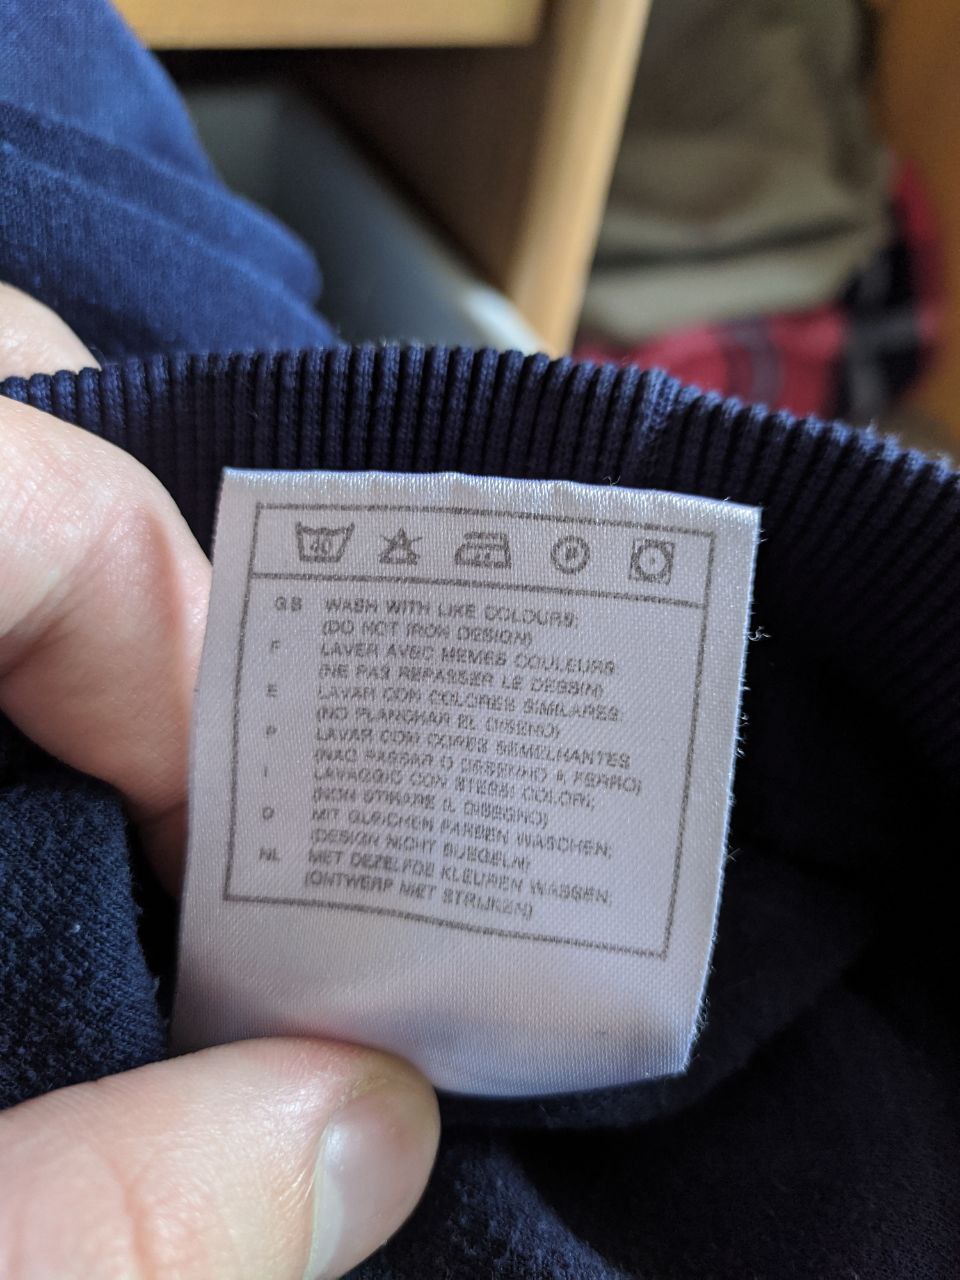 40 P
GB WASH WITH LIKE COLOURS:
(DO NOT IRON DESIGN)
F LAVER AVEC MEMES COULEURS:
(NE PAS REPASSER LE DESSIN)
E LAVAR CON COLORES SIMILARES:
(NO PLANCHAR EL DISENO)
P LAVAR CON CORES SEMELHANTES
(NAO PASSAR O DESENHO A FERRO)
I LAVAGGIO CON STESSI COLORI:
(NON STIRARE IL DISEGNO)
D MIT GLEICHEN FARBEN WASCHEN:
(DESIGN NICHT BUEGELN)
NL MET DEZELFDE KLEUREN WASSEN:
(ONTWERP NIET STRIJKEN)